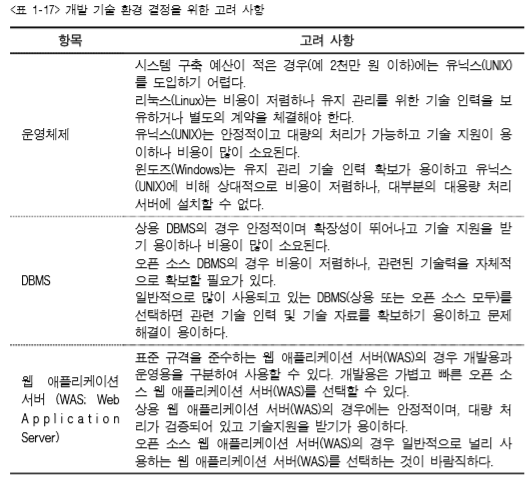 <표 1-17> 개발 기술 환경 결정을 위한 고려 사항
항목
고려 사항
운영체제
시스템 구축 예산이 적은 경우(예 2천만 원 이하)에는 유닉스(UNIX)
를 도입하기 어렵다.
리눅스(Linux)는 비용이 저렴하나 유지 관리를 위한 기술 인력을 보
유하거나 별도의 계약을 체결해야 한다.
유닉스(UNIX)는 안정적이고 대량의 처리가 가능하고 기술 지원이 용
이하나 비용이 많이 소요된다.
윈도즈(Windows)는 유지 관리 기술 인력 확보가 용이하고 유닉스
(UNIX)에 비해 상대적으로 비용이 저렴하나, 대부분의 대용량 처리
서버에 설치할 수 없다.
DBMS
상용 DBMS의 경우 안정적이며 확장성이 뛰어나고 기술 지원을 받
기 용이하나 비용이 많이 소요된다.
오픈 소스 DBMS의 경우 비용이 저렴하나, 관련된 기술력을 자체적
으로 확보할 필요가 있다.
일반적으로 많이 사용되고 있는 DBMS(상용 또는 오픈 소스 모두)를
선택하면 관련 기술 인력 및 기술 자료를 확보하기 용이하고 문제
해결이 용이하다.
웹 애플리케이션
서버 (WAS; Web
Application
Server)
표준 규격을 준수하는 웹 애플리케이션 서버(WAS)의 경우 개발용과
운영용을 구분하여 사용할 수 있다. 개발용은 가볍고 빠른 오픈 소
스 웹 애플리케이션 서버(WAS)를 선택할 수 있다.
상용 웹 애플리케이션 서버(WAS)의 경우에는 안정적이며, 대량 처
리가 검증되어 있고 기술지원을 받기가 용이하다.
오픈 소스 웹 애플리케이션 서버(WAS)의 경우 일반적으로 널리 사
용하는 웹 애플리케이션 서버(WAS)를 선택하는 것이 바람직하다.